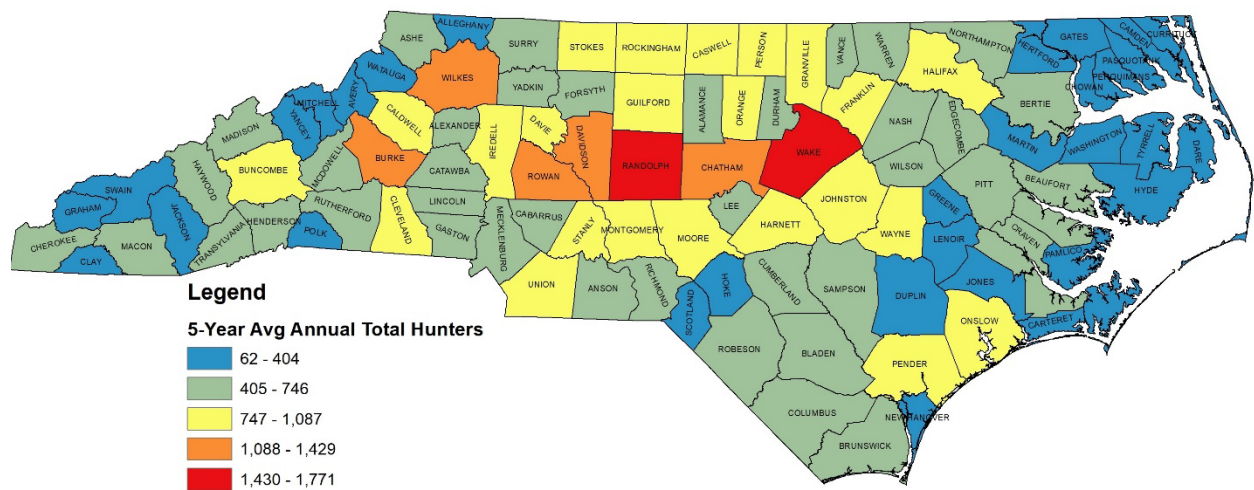 ALLEGHANY
ASHE
SURRY
STOKES
ROCKINGHAM
CASWELL
PERSON
GRANVILLE
VANCE
WARREN
NORTHAMPTON
HERTFORD
GATES
CAMDEN
CURRITUCK
PASQUOTANK
PERQUIMANS
CHOWAN
WATAUGA
WILKES
YADKIN
FORSYTH
GUILFORD
ALAMANCE
ORANGE
DURHAM
FRANKLIN
HALIFAX
BERTIE
MITCHELL
AVERY
YANCEY
CALDWELL
ALEXANDER
IREDELL
DAVIE
DAVIDSON
RANDOLPH
CHATHAM
WAKE
NASH
EDGECOMBE
MARTIN
WASHINGTON
TYRRELL
DARE
MADISON
BUNCOMBE
MCDOWELL
BURKE
CATAWBA
ROWAN
WILSON
PITT
BEAUFORT
HYDE
HAYWOOD
SWAIN
GRAHAM
JACKSON
HENDERSON
RUTHERFORD
LINCOLN
CLEVELAND
GASTON
MECKLENBURG
CABARRUS
STANLY
MONTGOMERY
MOORE
LEE
HARNETT
JOHNSTON
WAYNE
GREENE
LENOIR
CRAVEN
PAMLICO
CHEROKEE
MACON
CLAY
TRANSYLVANIA
POLK
UNION
ANSON
RICHMOND
SCOTLAND
HOKE
CUMBERLAND
SAMPSON
DUPLIN
JONES
CARTERET
ONSLOW
ROBESON
BLADEN
PENDER
COLUMBUS
NEW HANOVER
BRUNSWICK
Legend
5-Year Avg Annual Total Hunters
62 - 404
405 - 746
747 - 1,087
1,088 - 1,429
1,430 - 1,771